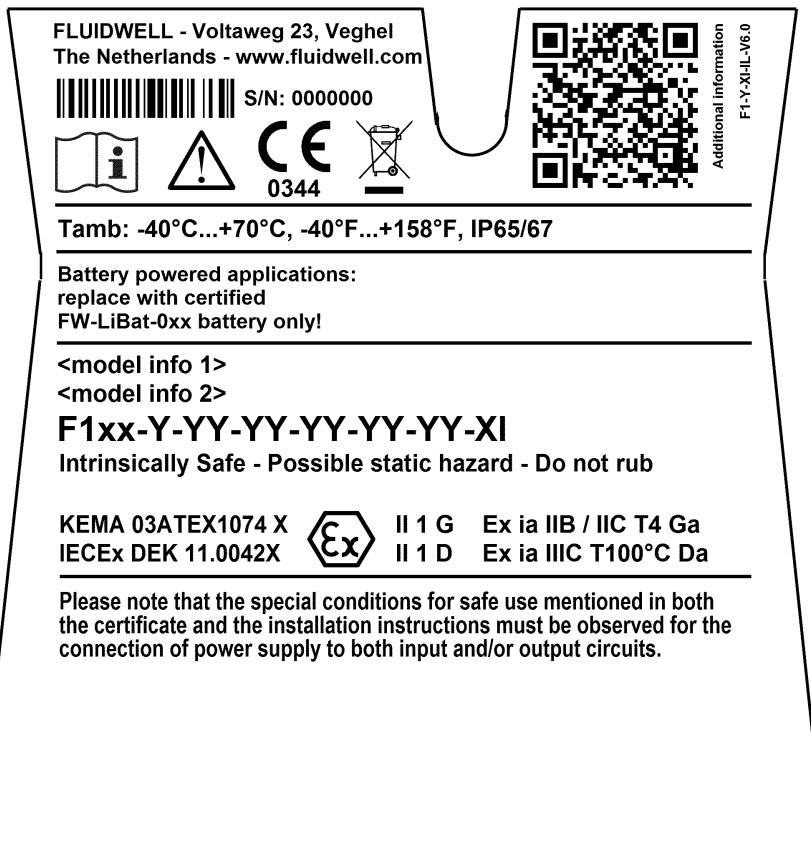 FLUIDWELL - Voltaweg 23, Veghel
The Netherlands - www.fluidwell.com
S/N: 0000000
CE
0344
Additional information
F1-Y-XI-IL-V6.0
Tamb: -40°C...+70°C, -40°F...+158°F, IP65/67
Battery powered applications:
replace with certified
FW-LiBat-0xx battery only!
<model info 1>
<model info 2>
F1xx-Y-YY-YY-YY-YY-YY-XI
Intrinsically Safe - Possible static hazard - Do not rub
KEMA 03ATEX1074 X Ex II 1 G Ex ia IIB / IIC T4 Ga
IECEx DEK 11.0042X II 1 D Ex ia IIIC T100°C Da
Please note that the special conditions for safe use mentioned in both
the certificate and the installation instructions must be observed for the
connection of power supply to both input and/or output circuits.